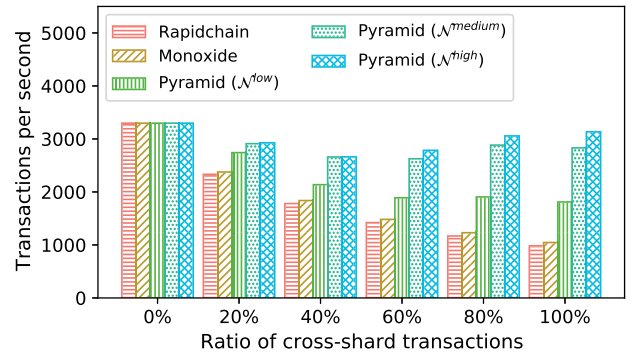 Transactions per second
5000
4000
3000
2000
1000
0
Rapidchain
Monoxide
Pyramid (𝒩^low)
Pyramid (𝒩^medium)
Pyramid (𝒩^high)
0% 20% 40% 60% 80% 100%
Ratio of cross-shard transactions